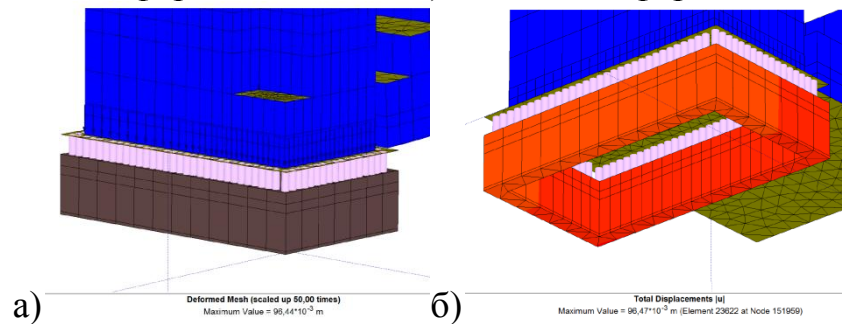 а)
Deformed Mesh (scaled up 50,00 times)
Maximum Value = 96,44*10⁻³ m
б)
Total Displacements |u|
Maximum Value = 96,47*10⁻³ m (Element 23622 at Node 151959)